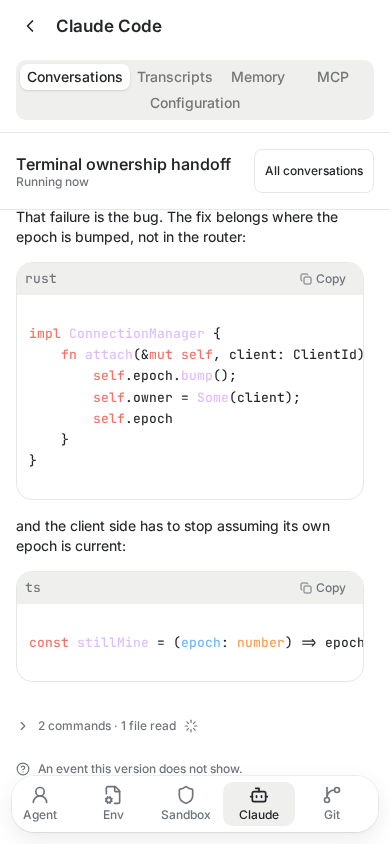 Claude Code
Conversations Transcripts Memory MCP
Configuration
Terminal ownership handoff
Running now
All conversations
That failure is the bug. The fix belongs where the
epoch is bumped, not in the router:
rust
Copy
impl ConnectionManager {
    fn attach(&mut self, client: ClientId)
        self.epoch.bump();
        self.owner = Some(client);
        self.epoch
    }
}
and the client side has to stop assuming its own
epoch is current:
ts
Copy
const stillMine = (epoch: number) => epoch
2 commands · 1 file read
An event this version does not show.
Agent Env Sandbox Claude Git